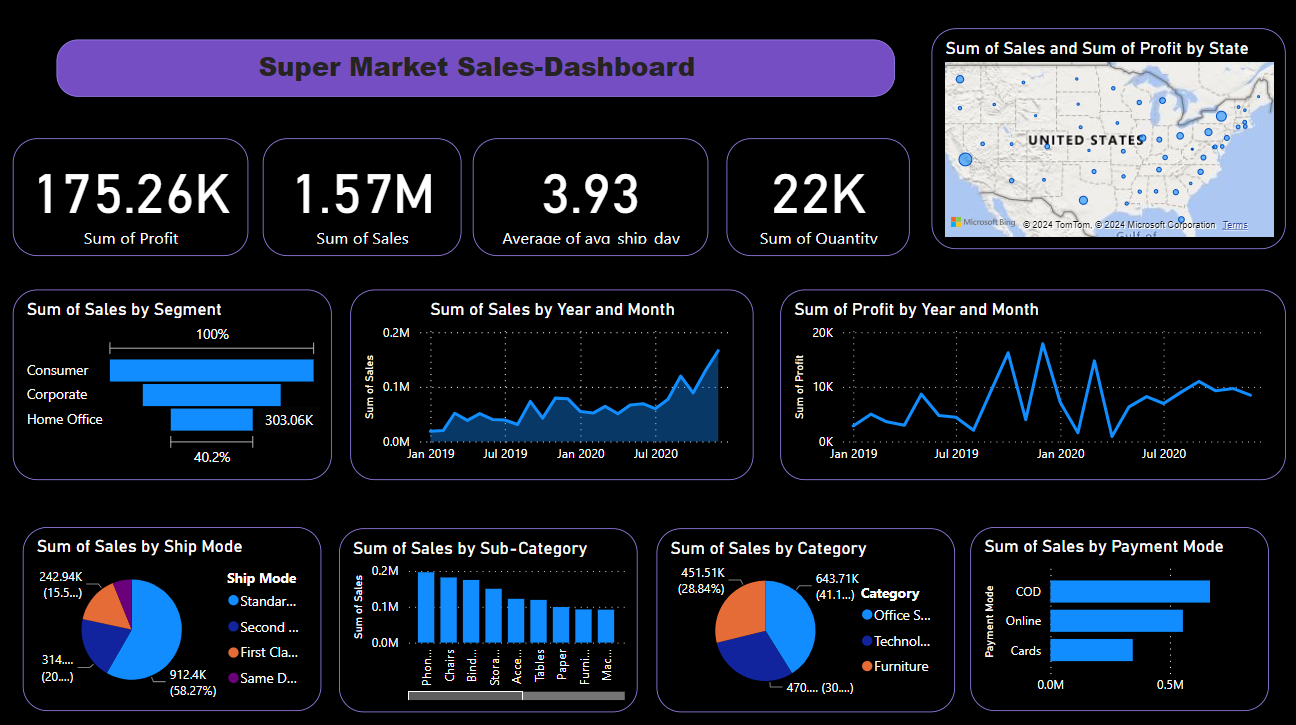 Super Market Sales-Dashboard
Sum of Sales and Sum of Profit by State
UNITED STATES
Microsoft Bing
© 2024 TomTom, © 2024 Microsoft Corporation Terms
Gulf of
175.26K
Sum of Profit
1.57M
Sum of Sales
3.93
Average of avg_ship_day
22K
Sum of Quantity
Sum of Sales by Segment
100%
Consumer
Corporate
Home Office 303.06K
40.2%
Sum of Sales by Year and Month
Sum of Sales
0.2M
0.1M
0.0M
Jan 2019 Jul 2019 Jan 2020 Jul 2020
Sum of Profit by Year and Month
Sum of Profit
20K
10K
0K
Jan 2019 Jul 2019 Jan 2020 Jul 2020
Sum of Sales by Ship Mode
242.94K
(15.5...)
314....
(20....)
912.4K
(58.27%)
Ship Mode
Standar...
Second ...
First Cla...
Same D...
Sum of Sales by Sub-Category
Sum of Sales
0.2M
0.1M
0.0M
Phon...
Chairs
Bind...
Stora...
Acce...
Tables
Paper
Furni...
Mac...
Sum of Sales by Category
451.51K
(28.84%)
643.71K
(41.1...)
470.... (30....)
Category
Office S...
Technol...
Furniture
Sum of Sales by Payment Mode
Payment Mode
COD
Online
Cards
0.0M 0.5M